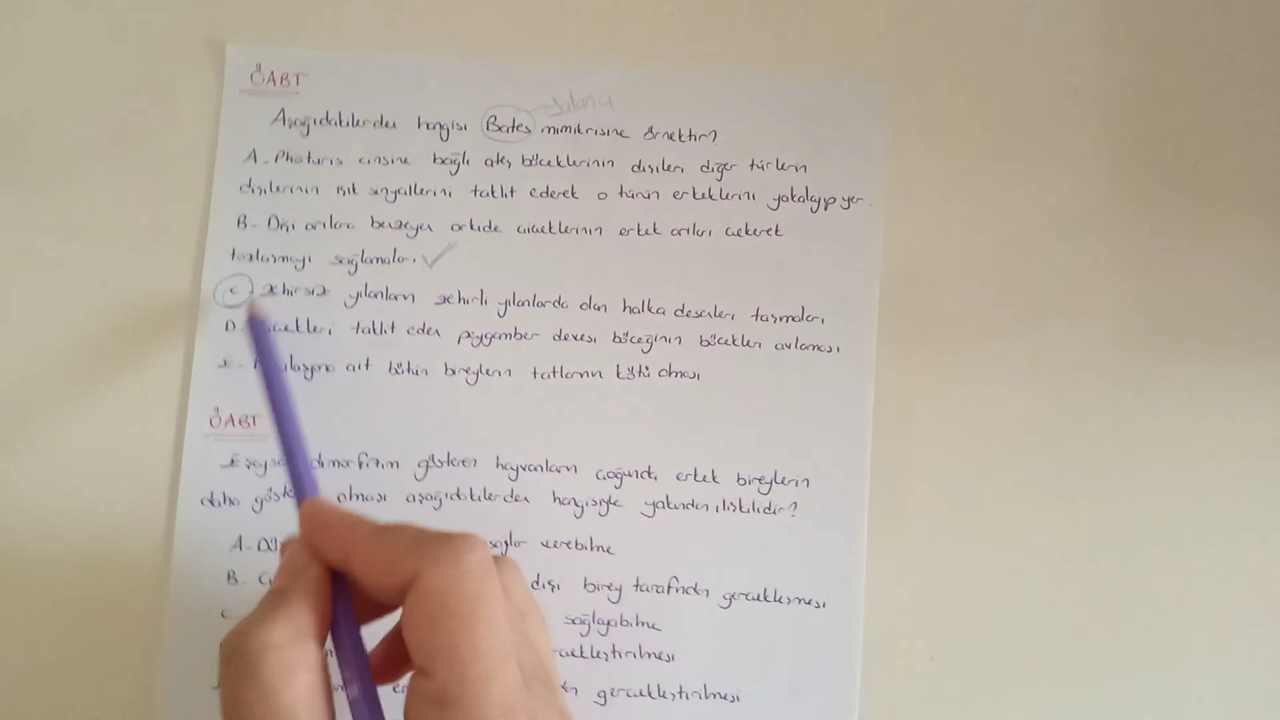 ÖABT
yalancı
Aşağıdakilerden hangisi Bates mimikrisine örnektir?
A- Photuris cinsine bağlı ateş böceklerinin dişileri diğer türlerin
dişilerinin ışık sinyallerini taklit ederek o türün erkeklerini yakalayıp yer.
B- Dişi arılara benzeyen orkide çiçeklerinin erkek arıları çekerek
tozlaşmayı sağlamaları.
C- zehirsiz yılanların zehirli yılanlarda olan halka desenleri taşımaları
D. taklit eden peygamber devesi böceğinin böcekleri avlaması
E- ait bütün bireylerin tatlarının kötü olması
ÖABT
gösteren hayvanların çoğunda erkek bireylerin
daha olması aşağıdakilerden hangisiyle yakından ilişkilidir?
A- verebilme
B- dişi birey tarafından gerçekleşmesi
C- sağlayabilme
gerçekleştirilmesi